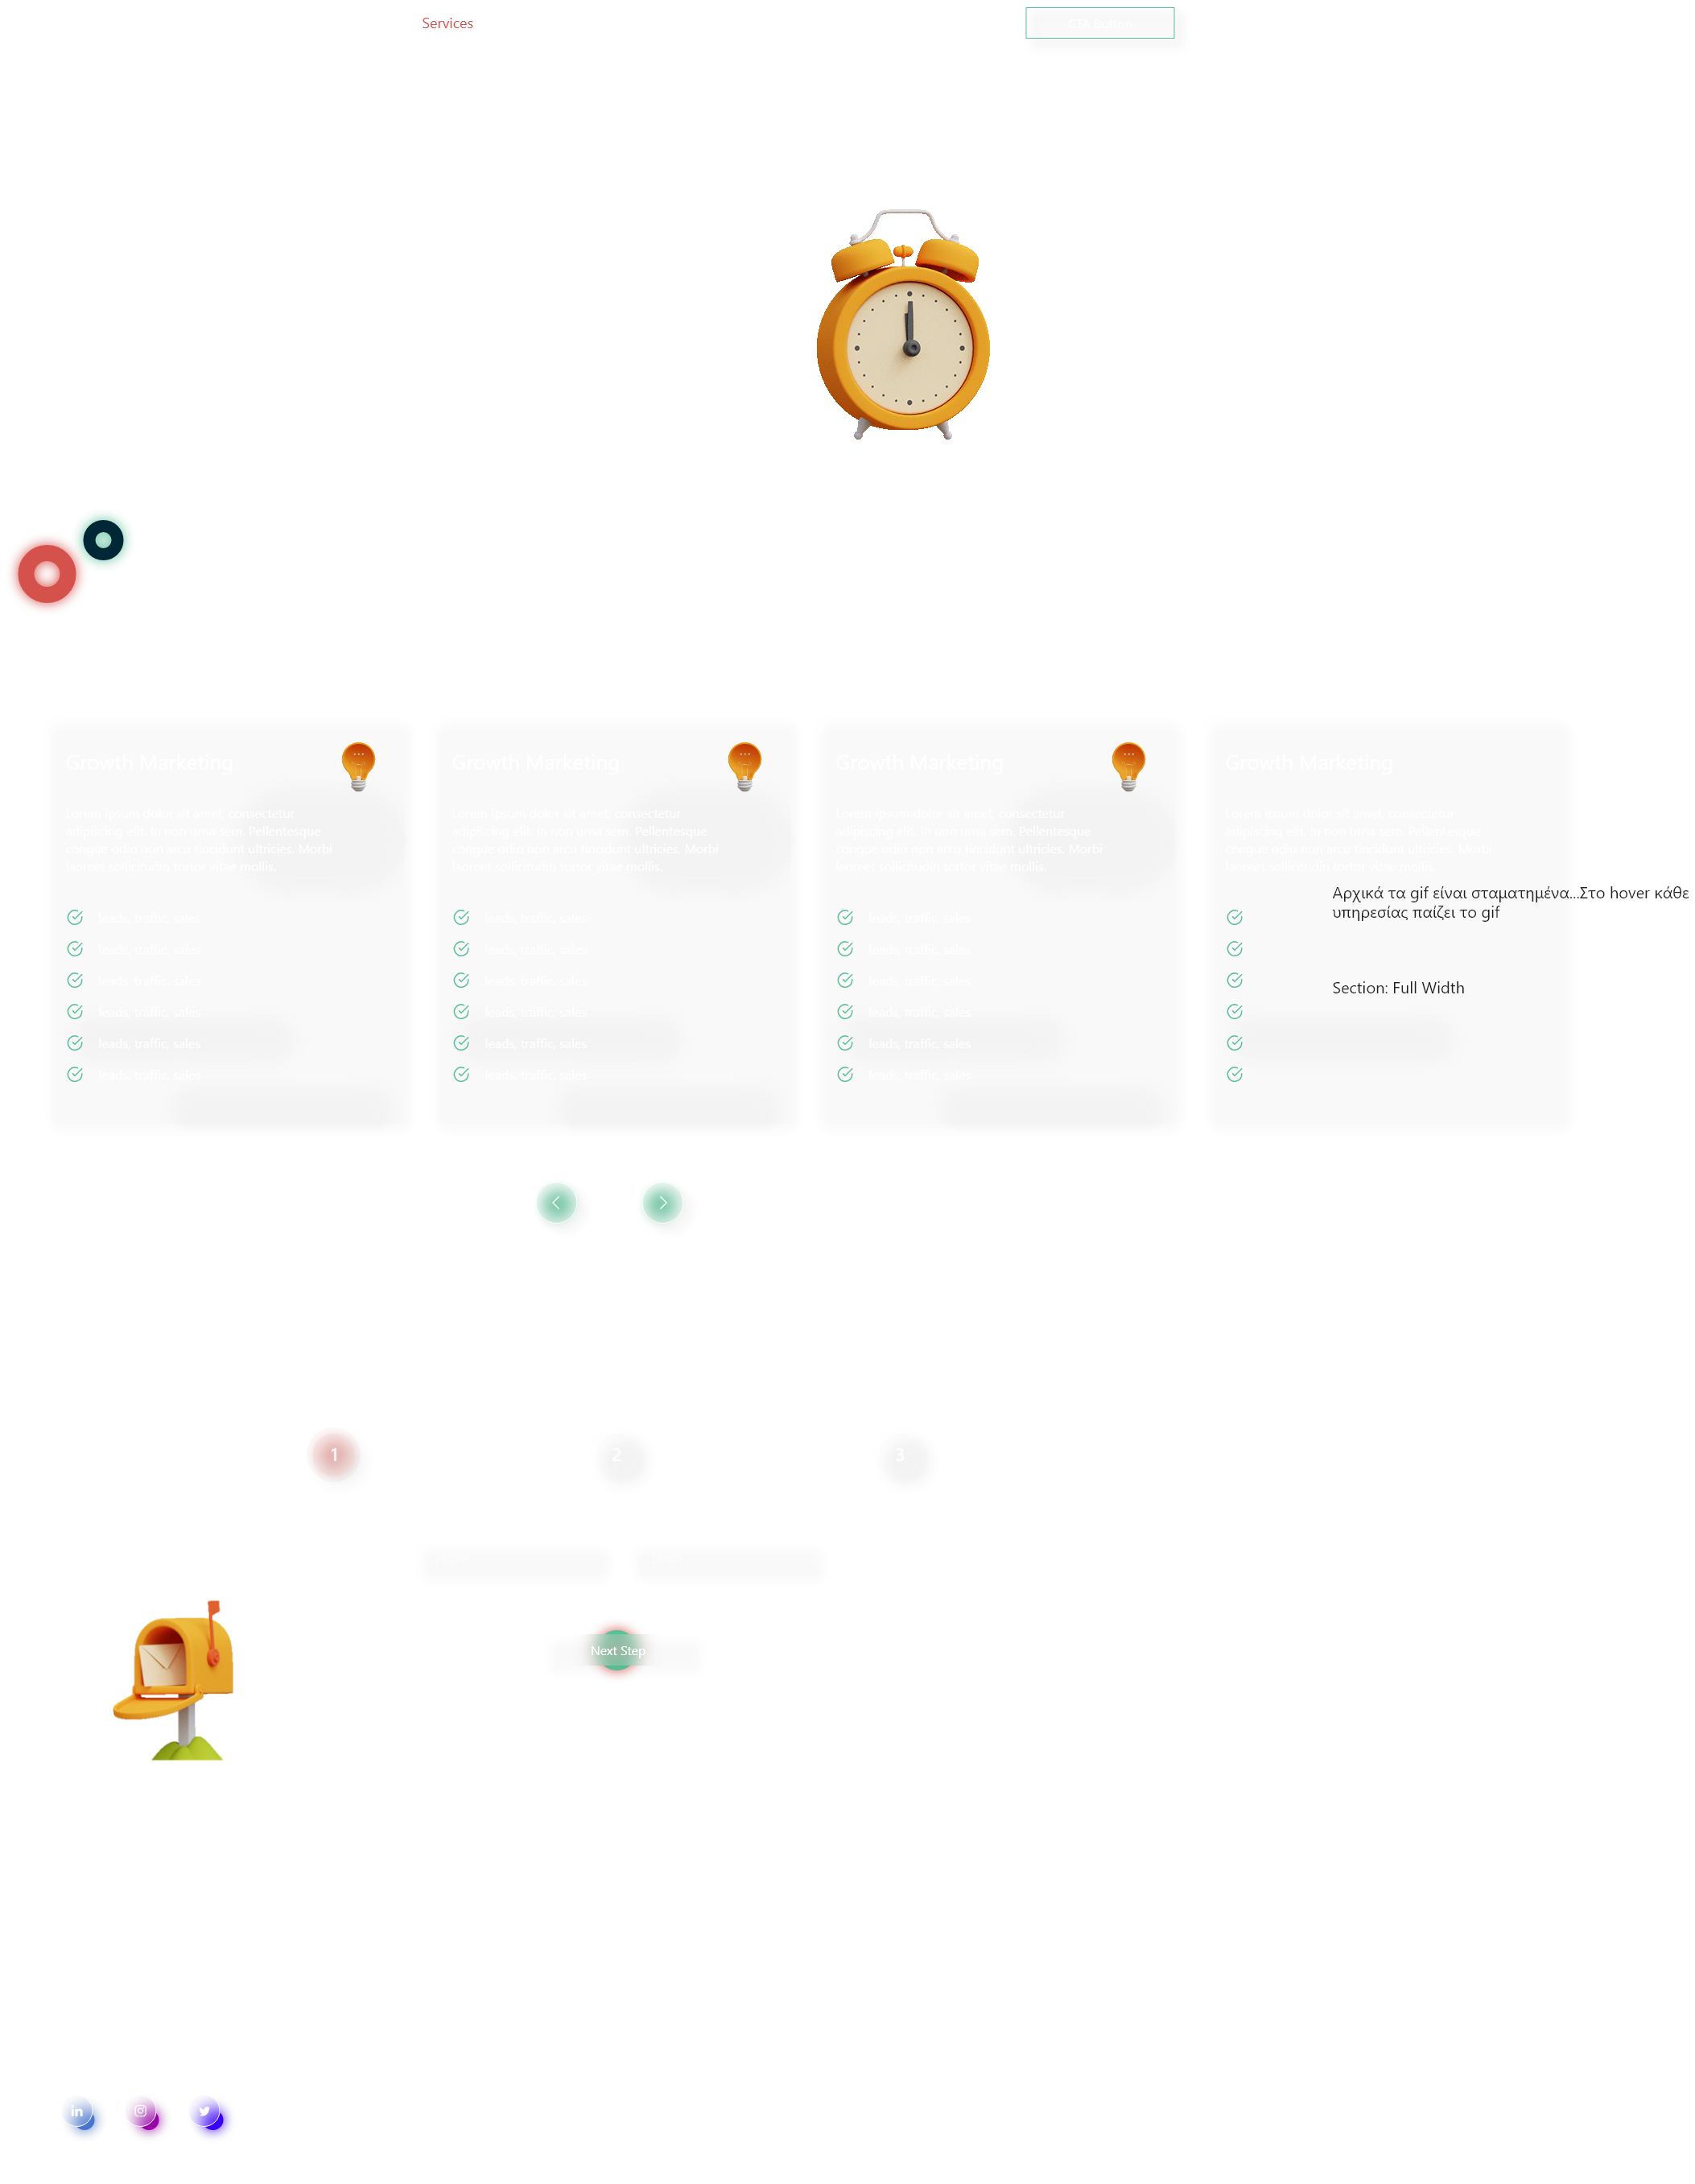 Services
CTA Button
Growth Marketing
Lorem ipsum dolor sit amet, consectetur
adipiscing elit. In non urna sem. Pellentesque
congue odio non arcu tincidunt ultricies. Morbi
laoreet sollicitudin tortor vitae mollis.
leads, traffic, sales
leads, traffic, sales
leads, traffic, sales
leads, traffic, sales
leads, traffic, sales
leads, traffic, sales
Growth Marketing
Lorem ipsum dolor sit amet, consectetur
adipiscing elit. In non urna sem. Pellentesque
congue odio non arcu tincidunt ultricies. Morbi
laoreet sollicitudin tortor vitae mollis.
leads, traffic, sales
leads, traffic, sales
leads, traffic, sales
leads, traffic, sales
leads, traffic, sales
leads, traffic, sales
Growth Marketing
Lorem ipsum dolor sit amet, consectetur
adipiscing elit. In non urna sem. Pellentesque
congue odio non arcu tincidunt ultricies. Morbi
laoreet sollicitudin tortor vitae mollis.
leads, traffic, sales
leads, traffic, sales
leads, traffic, sales
leads, traffic, sales
leads, traffic, sales
leads, traffic, sales
Growth Marketing
Lorem ipsum dolor sit amet, consectetur
adipiscing elit. In non urna sem. Pellentesque
congue odio non arcu tincidunt ultricies. Morbi
laoreet sollicitudin tortor vitae mollis.
Αρχικά τα gif είναι σταματημένα...Στο hover κάθε
υπηρεσίας παίζει το gif
Section: Full Width
1
2
3
Next Step
in